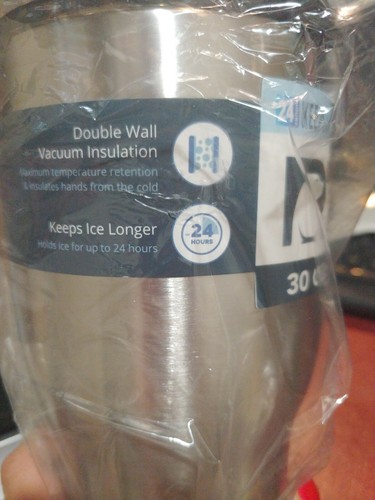 Double Wall
Vacuum Insulation
Maximum temperature retention
& insulates hands from the cold
Keeps Ice Longer
Holds ice for up to 24 hours
24
HOURS
30